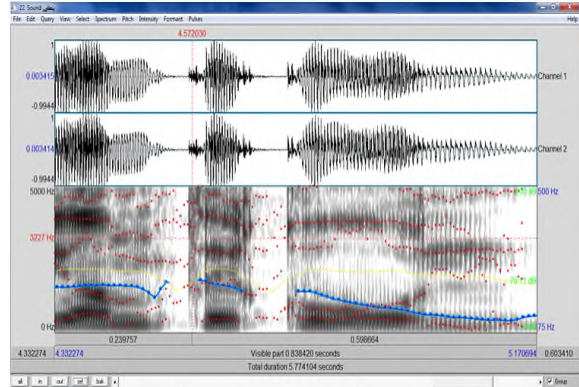 22. Sound يعطي
File Edit Query View Select Spectrum Pitch Intensity Formant Pulses Help
4.572030
1
0.003415
-0.9944
Channel 1
1
0.003414
-0.9944
Channel 2
5000 Hz
500 Hz
3227 Hz
0 Hz
75 Hz
0.239757 0.598664
4.332274 4.332274 Visible part 0.838420 seconds 5.170694 0.603410
Total duration 5.774104 seconds
all in out sel bak Group